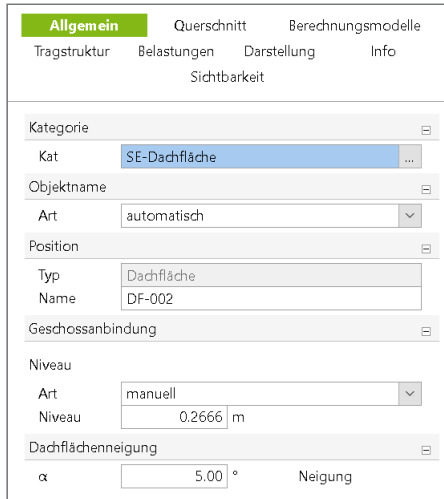 Allgemein Querschnitt Berechnungsmodelle
Tragstruktur Belastungen Darstellung Info
Sichtbarkeit
Kategorie
Kat SE-Dachfläche ...
Objektname
Art automatisch
Position
Typ Dachfläche
Name DF-002
Geschossanbindung
Niveau
Art manuell
Niveau 0.2666 m
Dachflächenneigung
α 5.00 ° Neigung